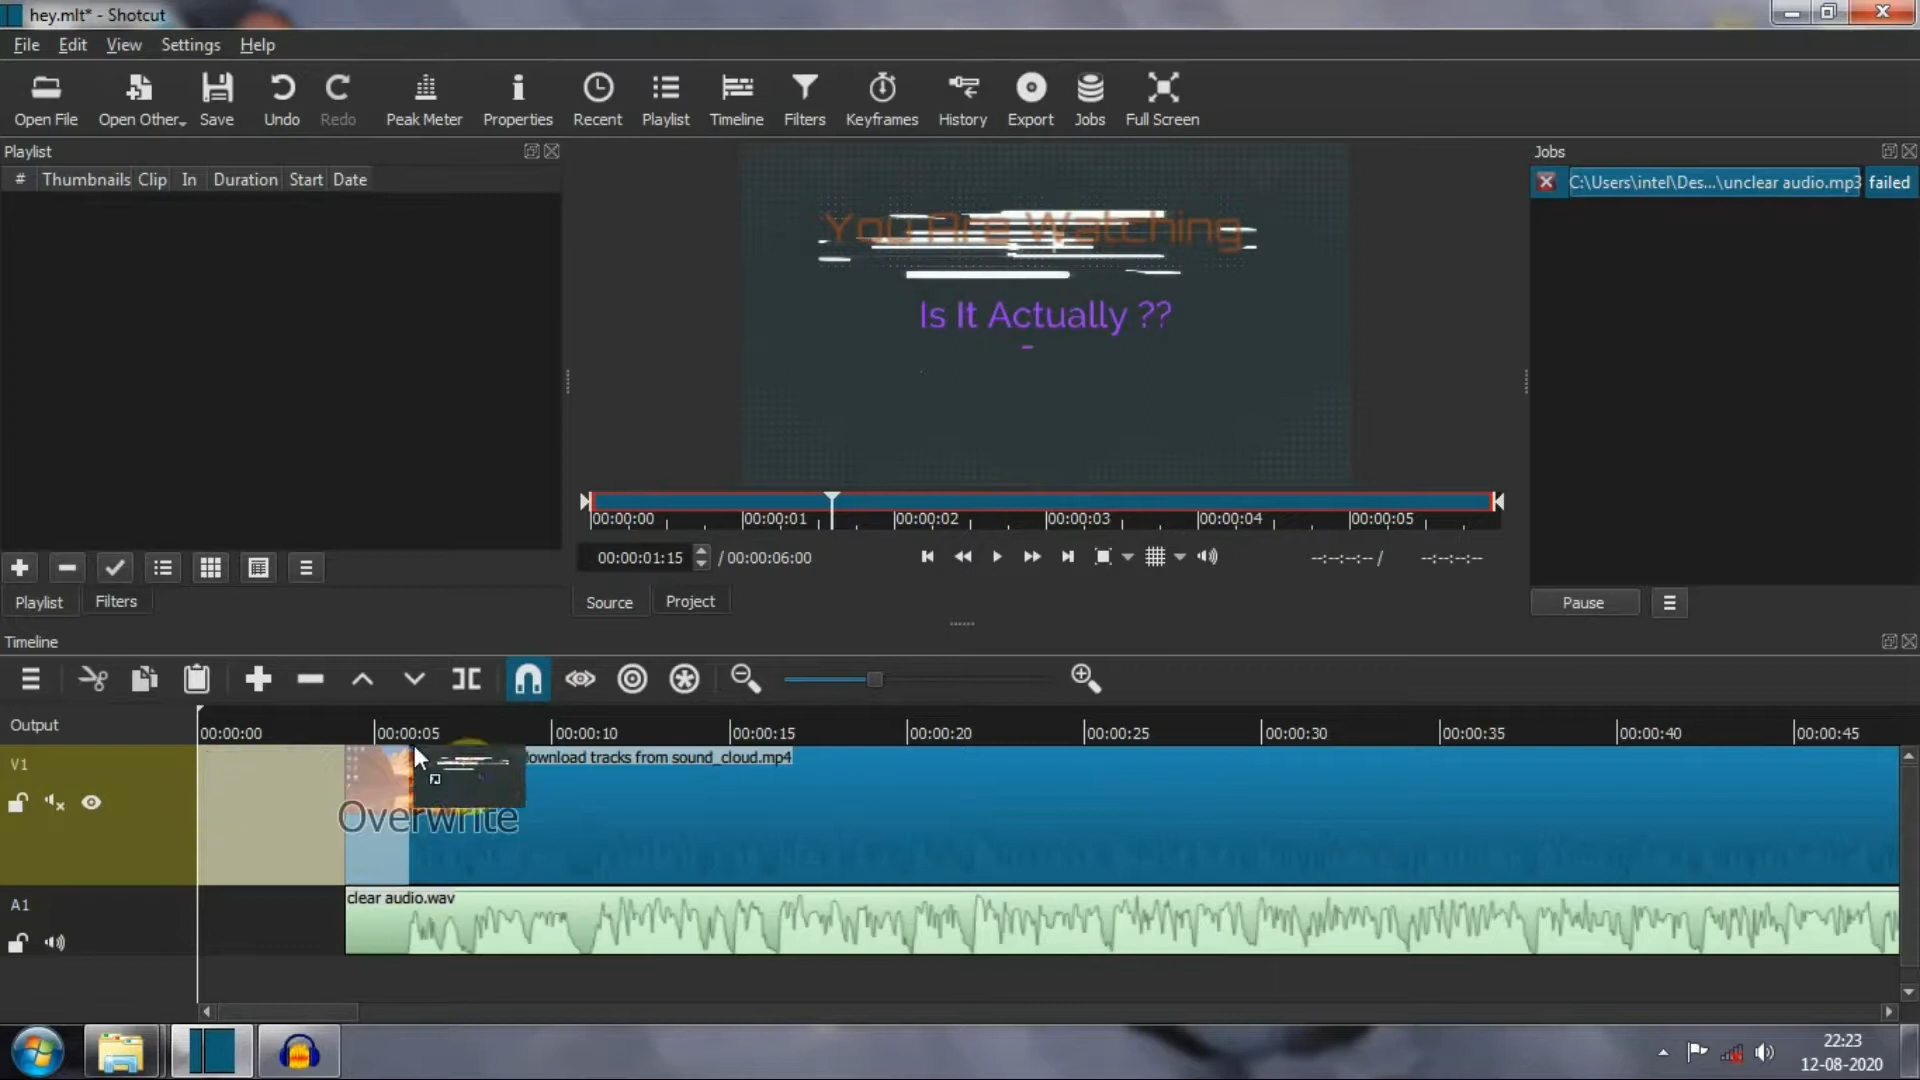 hey.mlt* - Shotcut
File Edit View Settings Help
Open File Open Other... Save Undo Redo Peak Meter Properties Recent Playlist Timeline Filters Keyframes History Export Jobs Full Screen
Playlist
# Thumbnails Clip In Duration Start Date
You Are Watching
Is It Actually ??
Jobs
C:\Users\intel\Des...\unclear audio.mp3 failed
00:00:00 00:00:01 00:00:02 00:00:03 00:00:04 00:00:05
00:00:01:15 / 00:00:06:00 --:--:--:-- / --:--:--:--
Playlist Filters
Source Project
Pause
Timeline
Output
00:00:00 00:00:05 00:00:10 00:00:15 00:00:20 00:00:25 00:00:30 00:00:35 00:00:40 00:00:45
V1
download tracks from sound_cloud.mp4
Overwrite
A1
clear audio.wav
22:23
12-08-2020